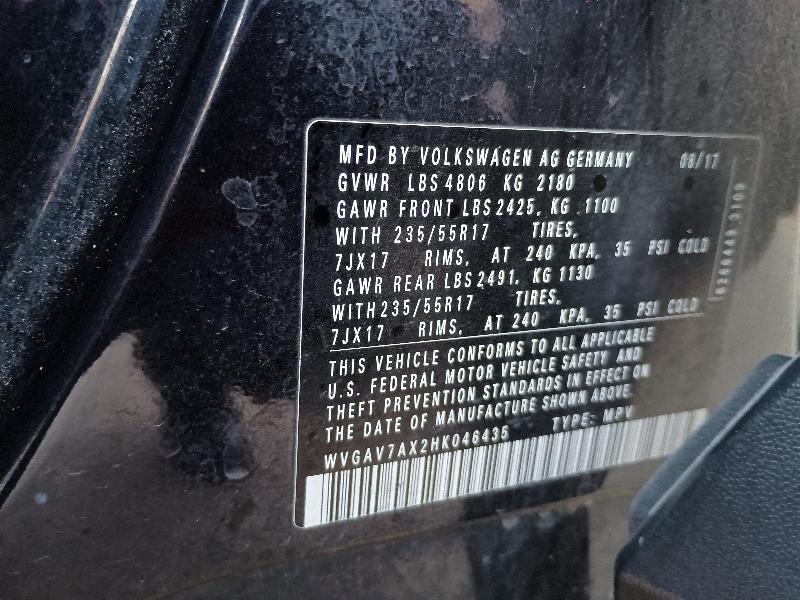 MFD BY VOLKSWAGEN AG GERMANY 08/17
GVWR LBS 4806 KG 2180
GAWR FRONT LBS 2425, KG 1100
WITH 235/55R17 TIRES,
7JX17 RIMS, AT 240 KPA, 35 PSI COLD
GAWR REAR LBS 2491, KG 1130
WITH 235/55R17 TIRES,
7JX17 RIMS, AT 240 KPA, 35 PSI COLD
THIS VEHICLE CONFORMS TO ALL APPLICABLE
U.S. FEDERAL MOTOR VEHICLE SAFETY AND
THEFT PREVENTION STANDARDS IN EFFECT ON
THE DATE OF MANUFACTURE SHOWN ABOVE.
WVGAV7AX2HK046435 TYPE: MPV